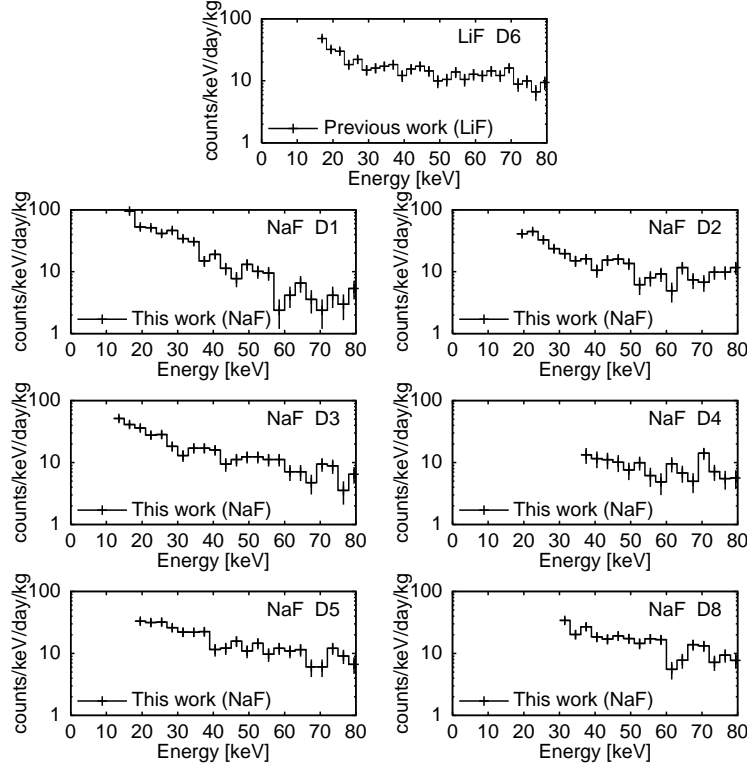 counts/keV/day/kg
100
10
1
LiF D6
Previous work (LiF)
0 10 20 30 40 50 60 70 80
Energy [keV]
counts/keV/day/kg
100
10
1
NaF D1
This work (NaF)
0 10 20 30 40 50 60 70 80
Energy [keV]
counts/keV/day/kg
100
10
1
NaF D2
This work (NaF)
0 10 20 30 40 50 60 70 80
Energy [keV]
counts/keV/day/kg
100
10
1
NaF D3
This work (NaF)
0 10 20 30 40 50 60 70 80
Energy [keV]
counts/keV/day/kg
100
10
1
NaF D4
This work (NaF)
0 10 20 30 40 50 60 70 80
Energy [keV]
counts/keV/day/kg
100
10
1
NaF D5
This work (NaF)
0 10 20 30 40 50 60 70 80
Energy [keV]
counts/keV/day/kg
100
10
1
NaF D8
This work (NaF)
0 10 20 30 40 50 60 70 80
Energy [keV]